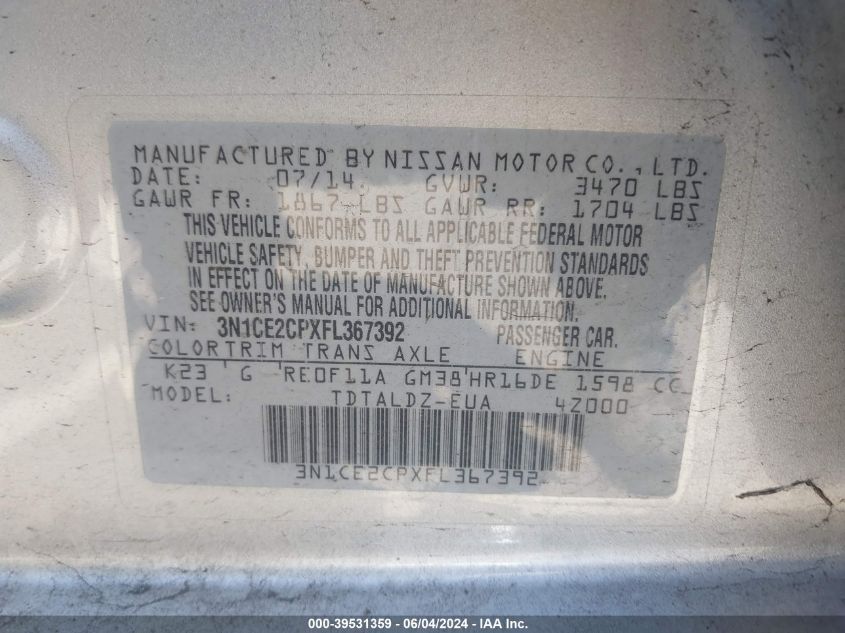 MANUFACTURED BY NISSAN MOTOR CO., LTD.
DATE: 07/14 GVWR: 3470 LBS
GAWR FR: 1867 LBS GAWR RR: 1704 LBS
THIS VEHICLE CONFORMS TO ALL APPLICABLE FEDERAL MOTOR
VEHICLE SAFETY, BUMPER AND THEFT PREVENTION STANDARDS
IN EFFECT ON THE DATE OF MANUFACTURE SHOWN ABOVE.
SEE OWNER'S MANUAL FOR ADDITIONAL INFORMATION.
VIN: 3N1CE2CPXFL367392 PASSENGER CAR.
COLOR TRIM TRANS AXLE ENGINE
K23 G RE0F11A GM38 HR16DE 1598 CC
MODEL: TDTALDZ-EUA 4Z000
3N1CE2CPXFL367392
000-39531359 - 06/04/2024 - IAA, Inc.